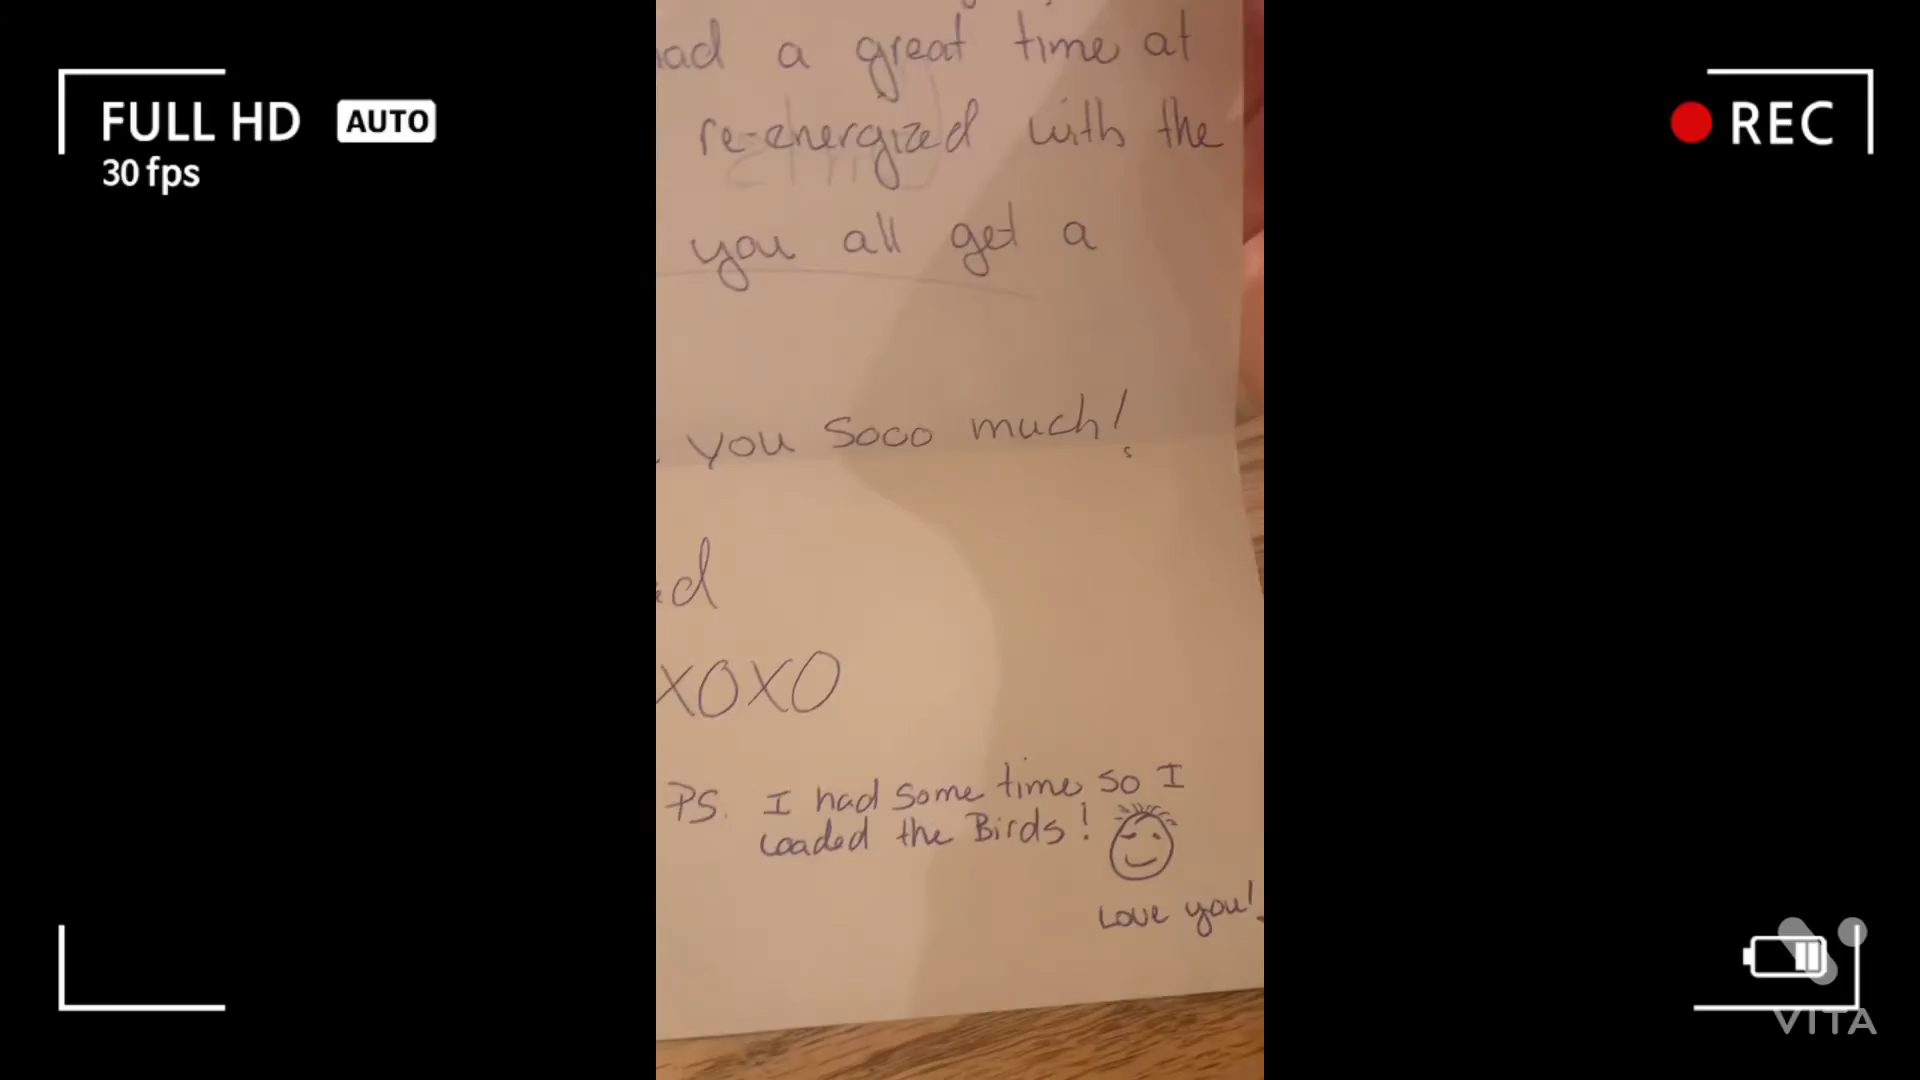 FULL HD AUTO
30 fps
REC
had a great time at
re-energized with the
you all get a
you sooo much!
XOXO
PS. I had some time so I
Loaded the Birds!
Love you!
VITA